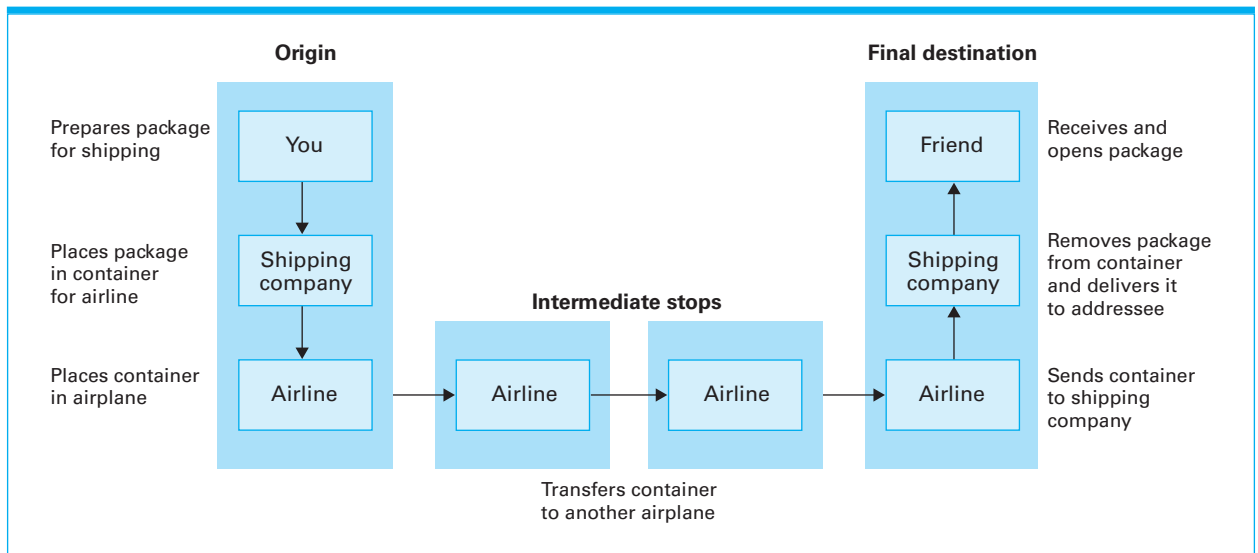 Origin
Final destination
Prepares package
for shipping
You
Friend
Receives and
opens package
Places package
in container
for airline
Shipping
company
Shipping
company
Removes package
from container
and delivers it
to addressee
Intermediate stops
Places container
in airplane
Airline
Airline
Airline
Airline
Sends container
to shipping
company
Transfers container
to another airplane